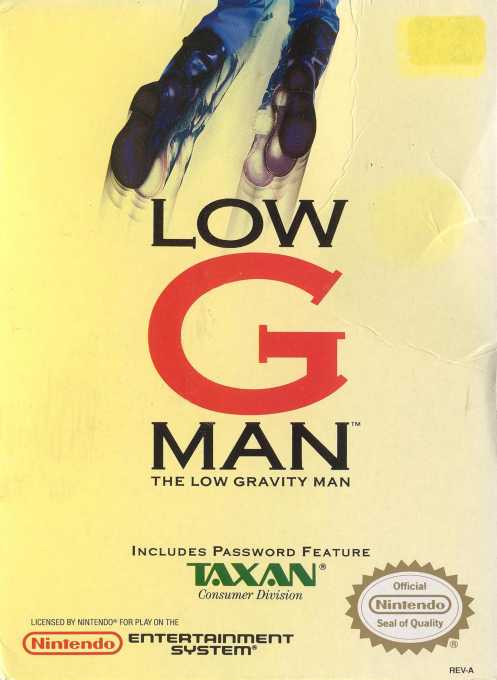 LOW
G
MAN™
THE LOW GRAVITY MAN
INCLUDES PASSWORD FEATURE
TAXAN®
Consumer Division
LICENSED BY NINTENDO® FOR PLAY ON THE
Nintendo®
ENTERTAINMENT
SYSTEM®
Official
Nintendo
Seal of Quality
®
REV-A